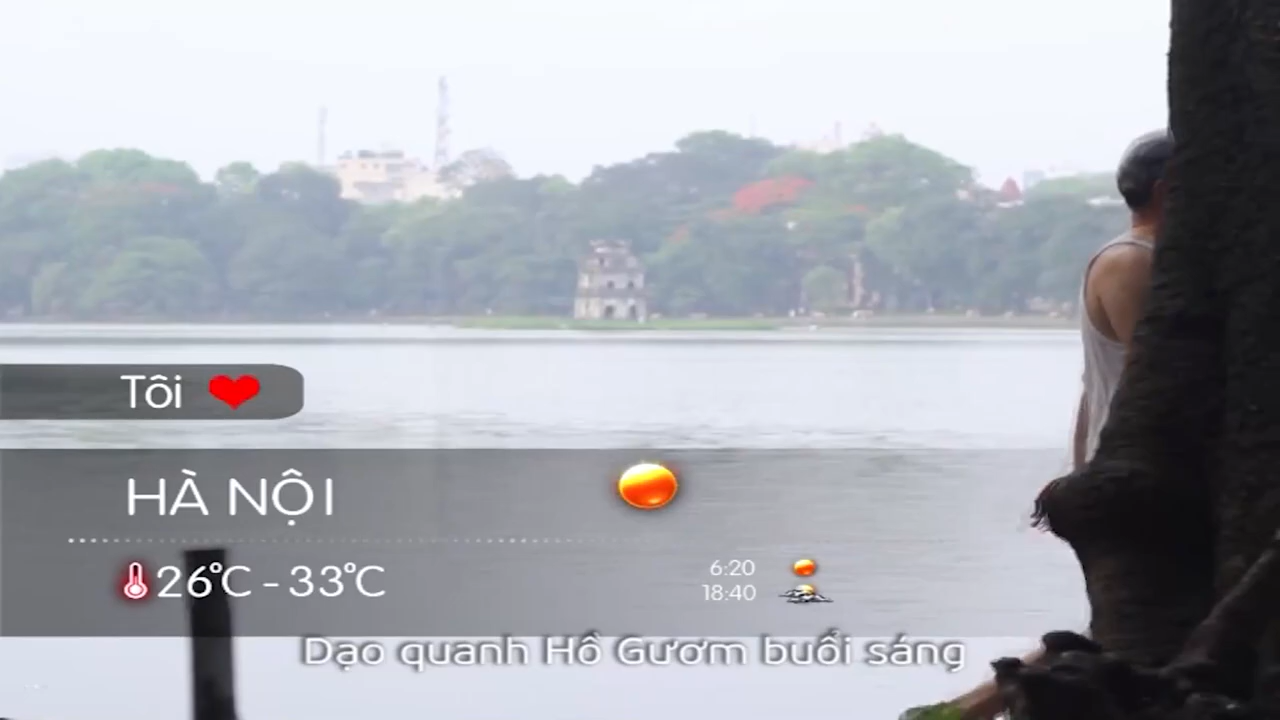 Tôi ❤
HÀ NỘI
26°C - 33°C
6:20
18:40
Dạo quanh Hồ Gươm buổi sáng